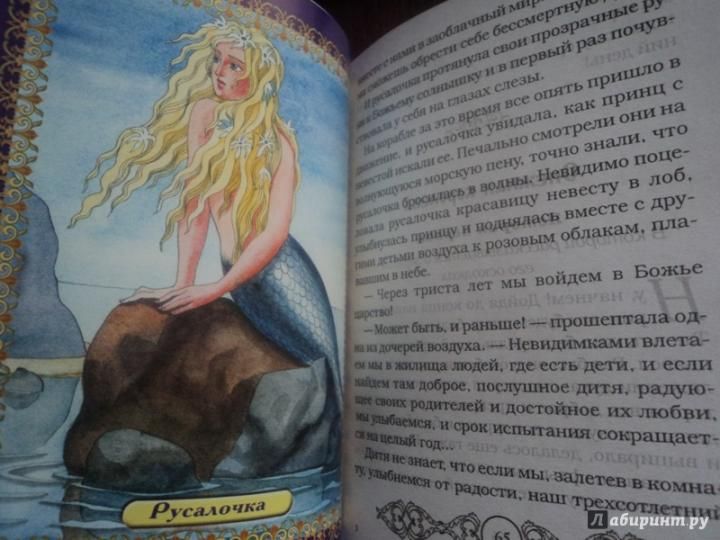 Русалочка
вместе с нами в заоблачный мир
сможешь обрести себе бессмертную
И русалочка протянула свои прозрачные ру-
к Божьему солнышку и в первый раз почув-
ствовала у себя на глазах слезы.
На корабле за это время все опять пришло в
движение, и русалочка увидала, как принц с
невестой искали ее. Печально смотрели они на
волнующуюся морскую пену, точно знали, что
русалочка бросилась в волны. Невидимо поце-
ловала русалочка красавицу невесту в лоб,
улыбнулась принцу и поднялась вместе с дру-
гими детьми воздуха к розовым облакам, пла-
вавшим в небе.
— Через триста лет мы войдем в Божье
царство!
— Может быть, и раньше! — прошептала од-
на из дочерей воздуха. — Невидимками влета-
ем мы в жилища людей, где есть дети, и если
найдем там доброе, послушное дитя, радую-
щее своих родителей и достойное их любви,
мы улыбаемся, и срок испытания сокращает-
ся на целый год...
Дитя не знает, что если мы, залетев в комна-
ту, улыбнемся от радости, наш трехсотлетний
65
Лабиринт.ру